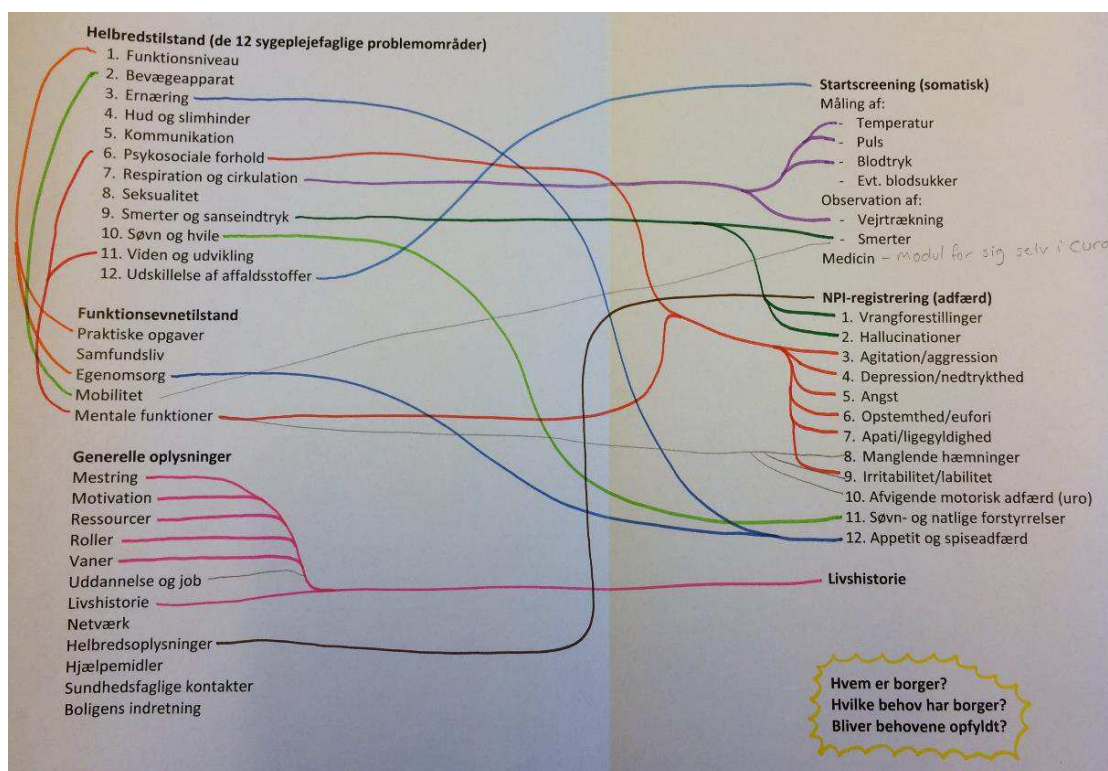 Helbredstilstand (de 12 sygeplejefaglige problemområder)
1. Funktionsniveau
2. Bevægeapparat
3. Ernæring
4. Hud og slimhinder
5. Kommunikation
6. Psykosociale forhold
7. Respiration og cirkulation
8. Seksualitet
9. Smerter og sanseindtryk
10. Søvn og hvile
11. Viden og udvikling
12. Udskillelse af affaldsstoffer
Funktionsevnetilstand
Praktiske opgaver
Samfundsliv
Egenomsorg
Mobilitet
Mentale funktioner
Generelle oplysninger
Mestring
Motivation
Ressourcer
Roller
Vaner
Uddannelse og job
Livshistorie
Netværk
Helbredsoplysninger
Hjælpemidler
Sundhedsfaglige kontakter
Boligens indretning
Startscreening (somatisk)
Måling af:
- Temperatur
- Puls
- Blodtryk
- Evt. blodsukker
Observation af:
- Vejrtrækning
- Smerter
Medicin - modul for sig selv i Cura
NPI-registrering (adfærd)
1. Vrangforestillinger
2. Hallucinationer
3. Agitation/aggression
4. Depression/nedtrykthed
5. Angst
6. Opstemthed/eufori
7. Apati/ligegyldighed
8. Manglende hæmninger
9. Irritabilitet/labilitet
10. Afvigende motorisk adfærd (uro)
11. Søvn- og natlige forstyrrelser
12. Appetit og spiseadfærd
Livshistorie
Hvem er borger?
Hvilke behov har borger?
Bliver behovene opfyldt?